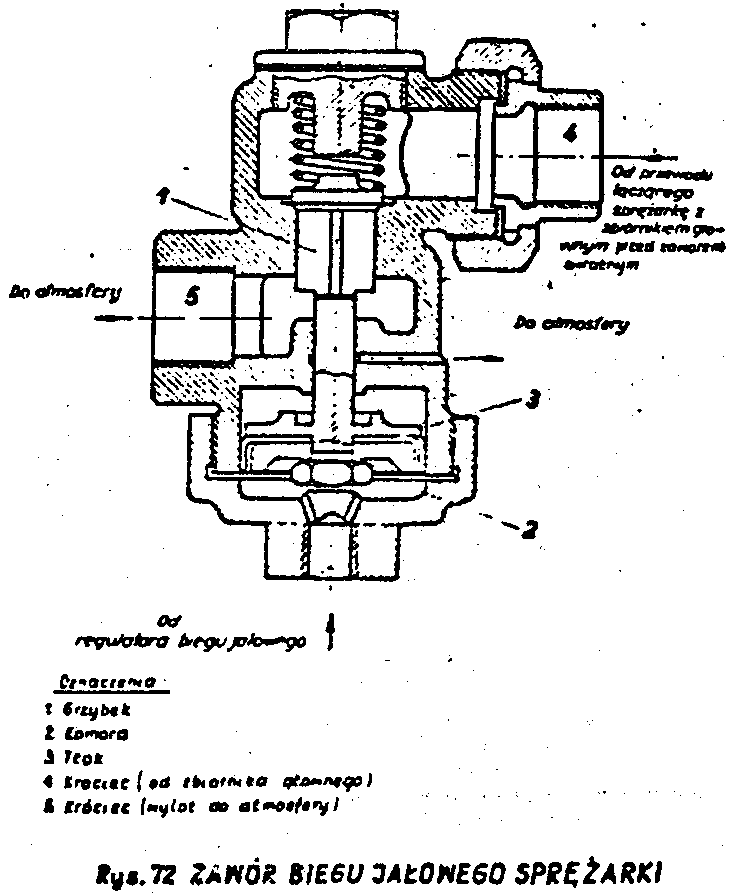 1
4
Od przewodu
łączącego
sprężarkę z
zbiornikiem głó-
wnym przed zaworem
zwrotnym
5
Do atmosfery
Do atmosfery
3
2
Od
regulatora biegu jałowego
Oznaczenia
1 Grzybek
2 Komora
3 Tłok
4 Króciec (od zbiornika głównego)
5 Króciec (wylot do atmosfery)
Rys. 72 ZAWÓR BIEGU JAŁOWEGO SPRĘŻARKI